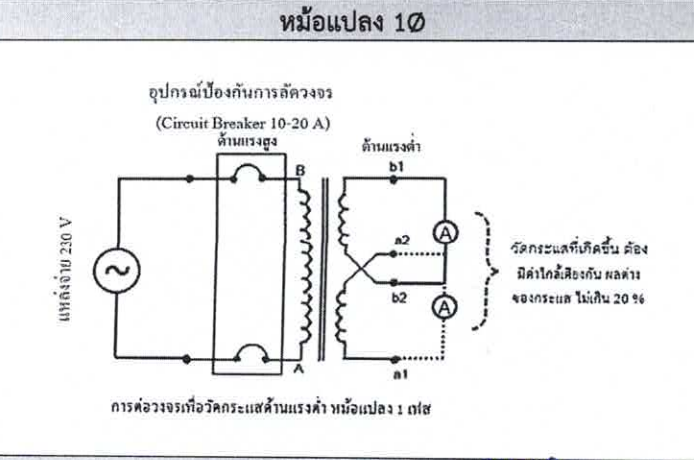 หม้อแปลง 1Ø
อุปกรณ์ป้องกันการลัดวงจร
(Circuit Breaker 10-20 A)
ด้านแรงสูง
ด้านแรงต่ำ
B
b1
แหล่งจ่าย 230 V
A
a2
b2
A
A
a1
วัดกระแสที่เกิดขึ้น ต้อง
มีค่าใกล้เคียงกัน ผลต่าง
ของกระแส ไม่เกิน 20 %
การต่อวงจรเพื่อวัดกระแสด้านแรงต่ำ หม้อแปลง 1 เฟส